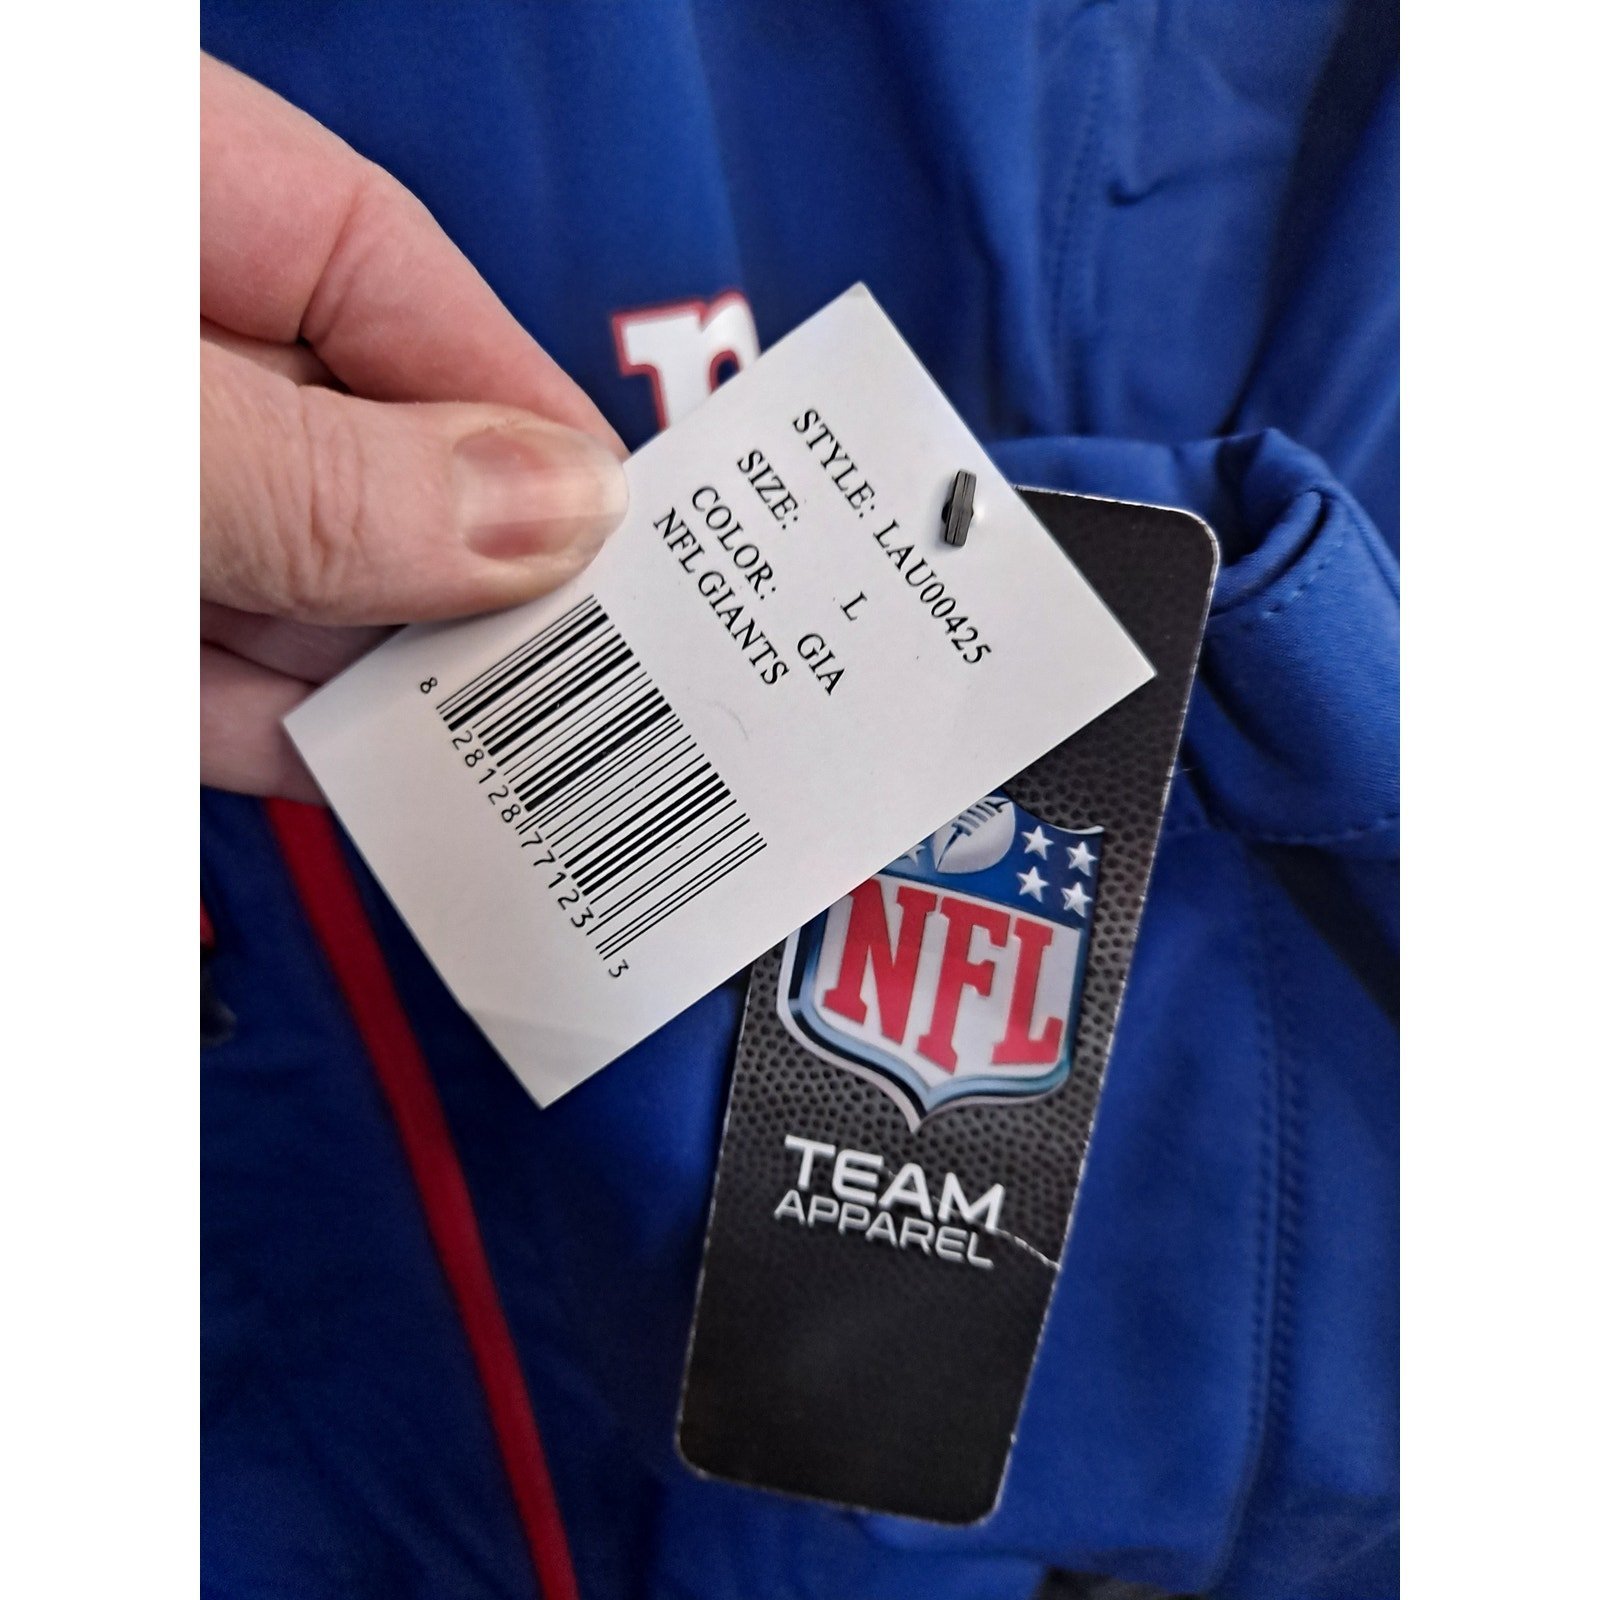 STYLE: LAU00425
SIZE: L
COLOR: GIA
NFL GIANTS
8 28128 77123 3
NFL
TEAM
APPAREL